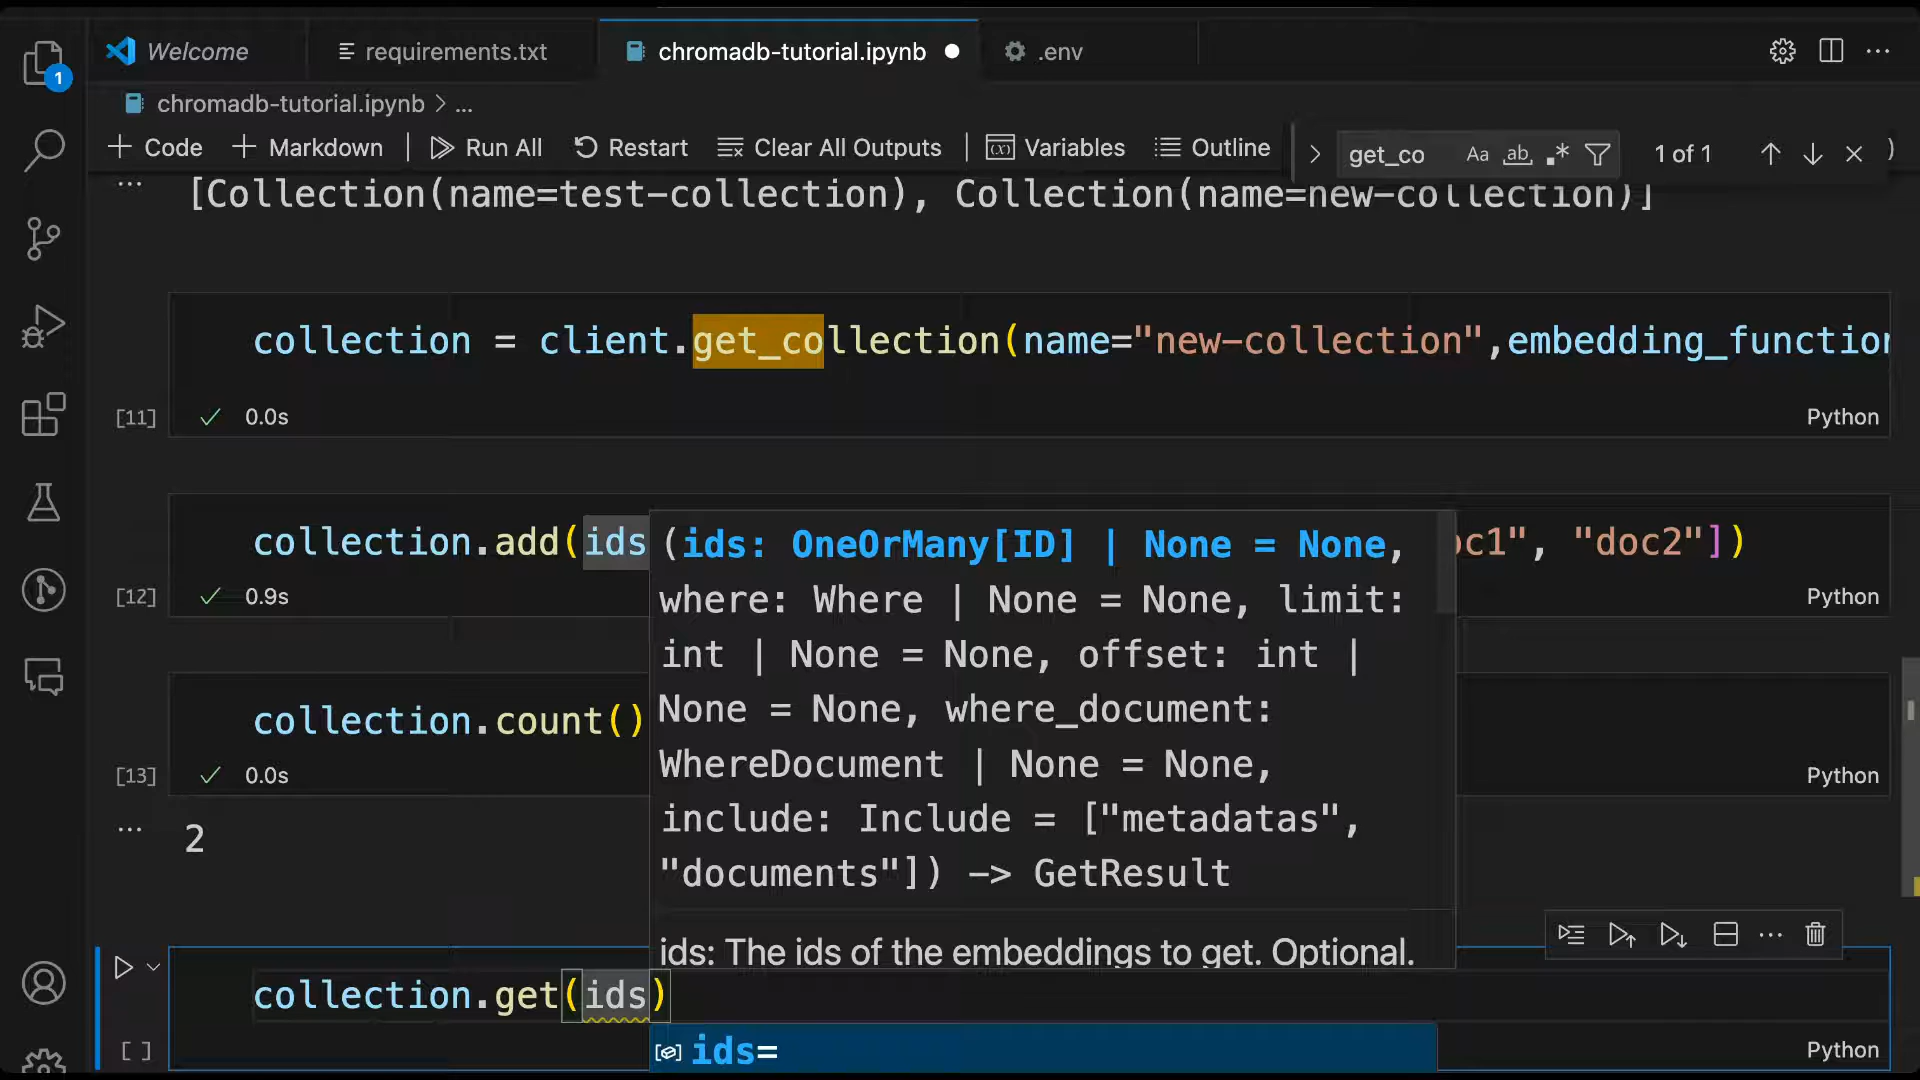 Welcome
requirements.txt
chromadb-tutorial.ipynb
.env
1
chromadb-tutorial.ipynb > ...
+ Code + Markdown | Run All Restart Clear All Outputs | Variables Outline
get_co Aa ab .* 1 of 1
... [Collection(name=test-collection), Collection(name=new-collection)]
collection = client.get_collection(name="new-collection",embedding_function
[11] ✓ 0.0s Python
collection.add(ids
oc1", "doc2"])
[12] ✓ 0.9s Python
(ids: OneOrMany[ID] | None = None,
where: Where | None = None, limit:
int | None = None, offset: int |
None = None, where_document:
WhereDocument | None = None,
include: Include = ["metadatas",
"documents"]) -> GetResult
ids: The ids of the embeddings to get. Optional.
collection.count()
[13] ✓ 0.0s Python
... 2
collection.get(ids)
ids=
[ ] Python